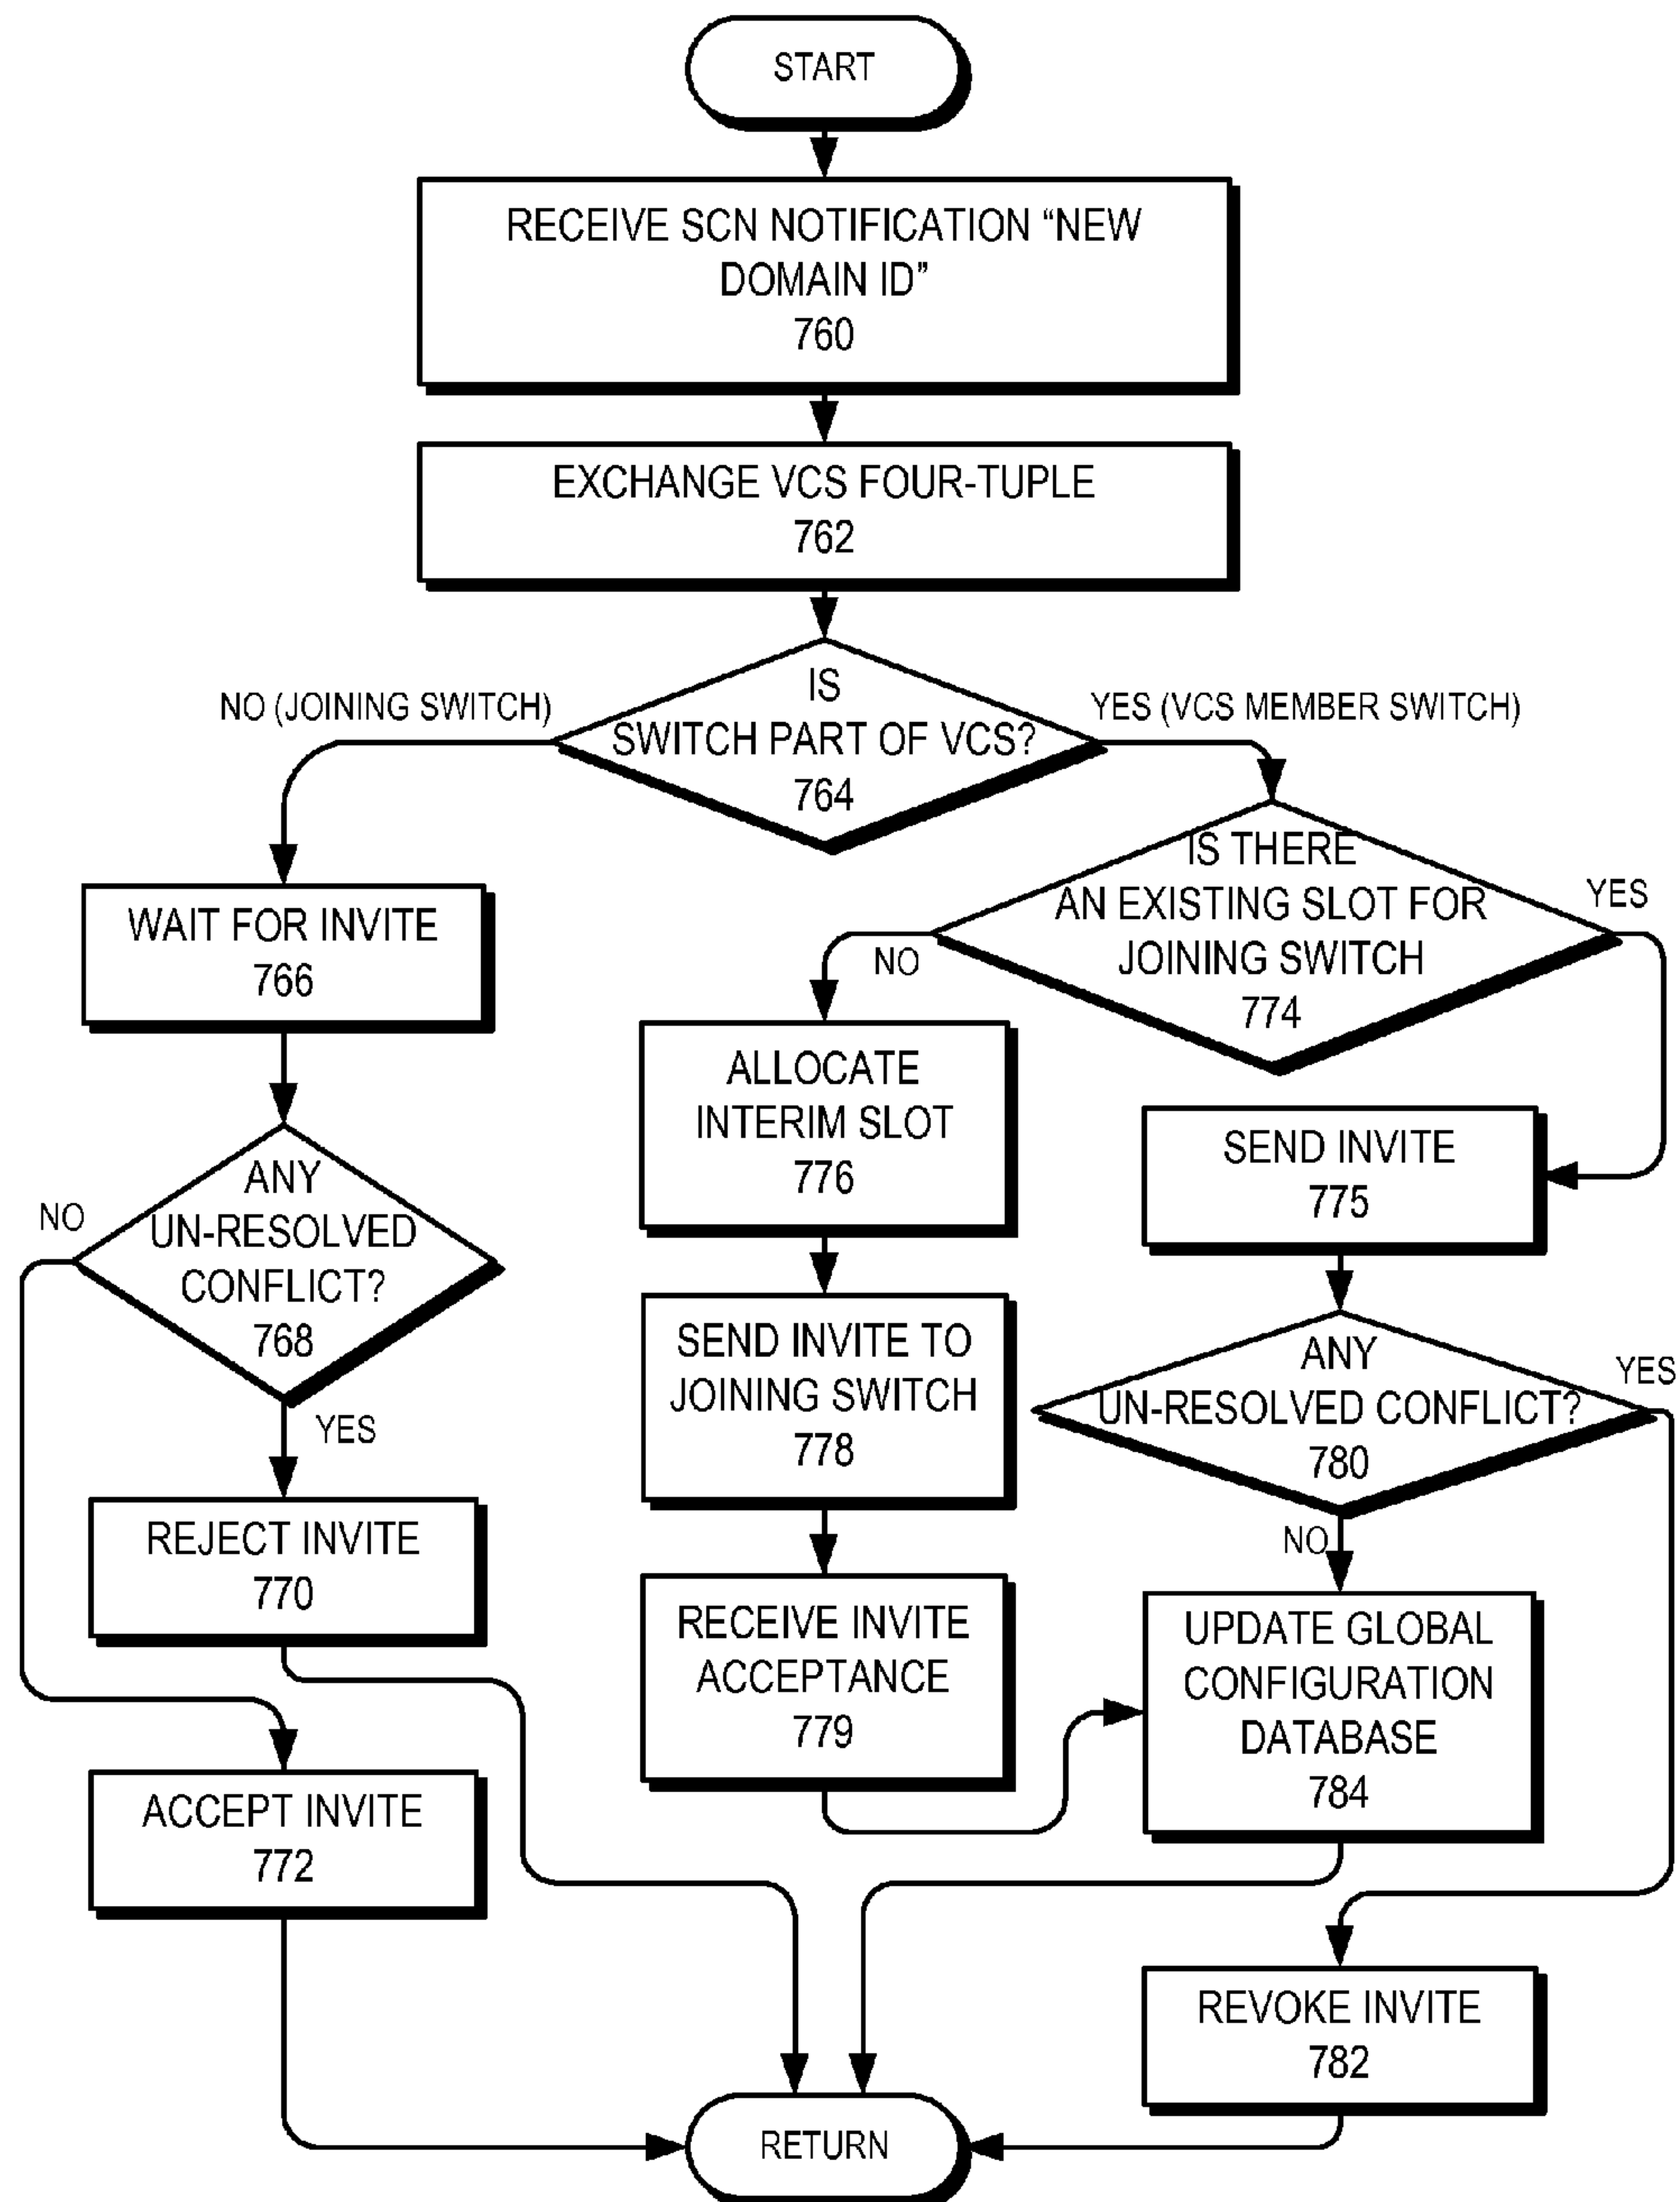 START
RECEIVE SCN NOTIFICATION “NEW
DOMAIN ID”
760
EXCHANGE VCS FOUR-TUPLE
762
IS
SWITCH PART OF VCS?
764
NO (JOINING SWITCH)
YES (VCS MEMBER SWITCH)
WAIT FOR INVITE
766
ANY
UN-RESOLVED
CONFLICT?
768
NO
YES
REJECT INVITE
770
ACCEPT INVITE
772
IS THERE
AN EXISTING SLOT FOR
JOINING SWITCH
774
NO
YES
ALLOCATE
INTERIM SLOT
776
SEND INVITE TO
JOINING SWITCH
778
RECEIVE INVITE
ACCEPTANCE
779
SEND INVITE
775
ANY
UN-RESOLVED CONFLICT?
780
YES
NO
UPDATE GLOBAL
CONFIGURATION
DATABASE
784
REVOKE INVITE
782
RETURN